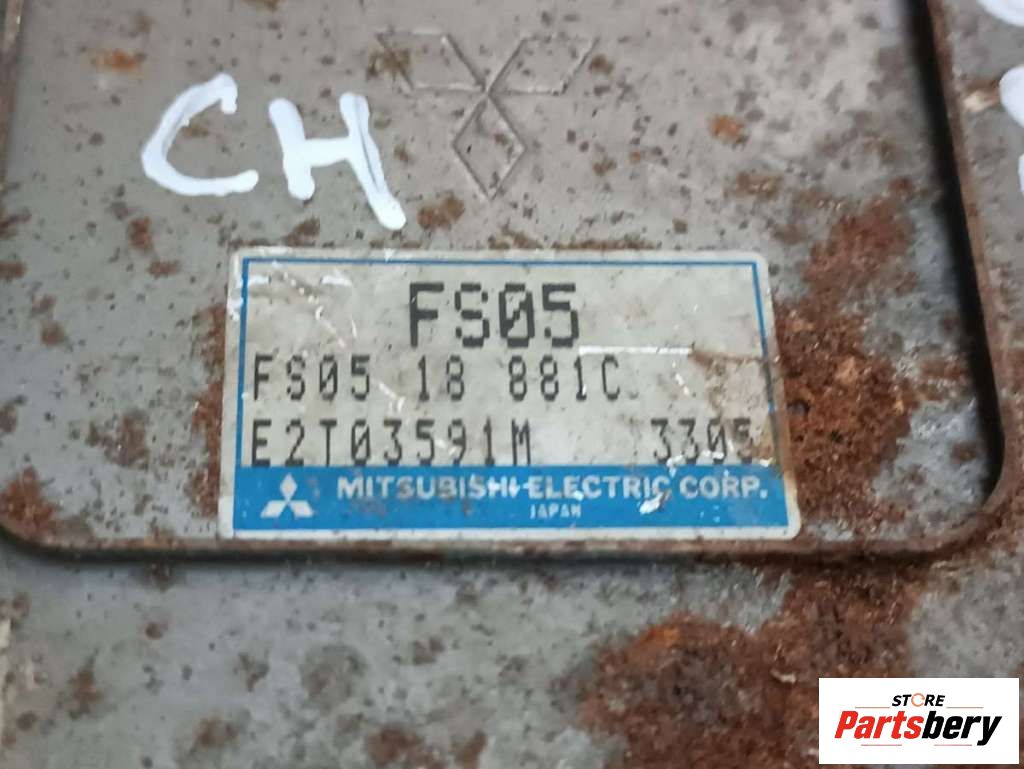 CH
FS05
FS05 18 881C
E2T03591M 3305
MITSUBISHI ELECTRIC CORP.
JAPAN
STORE
Partsbery